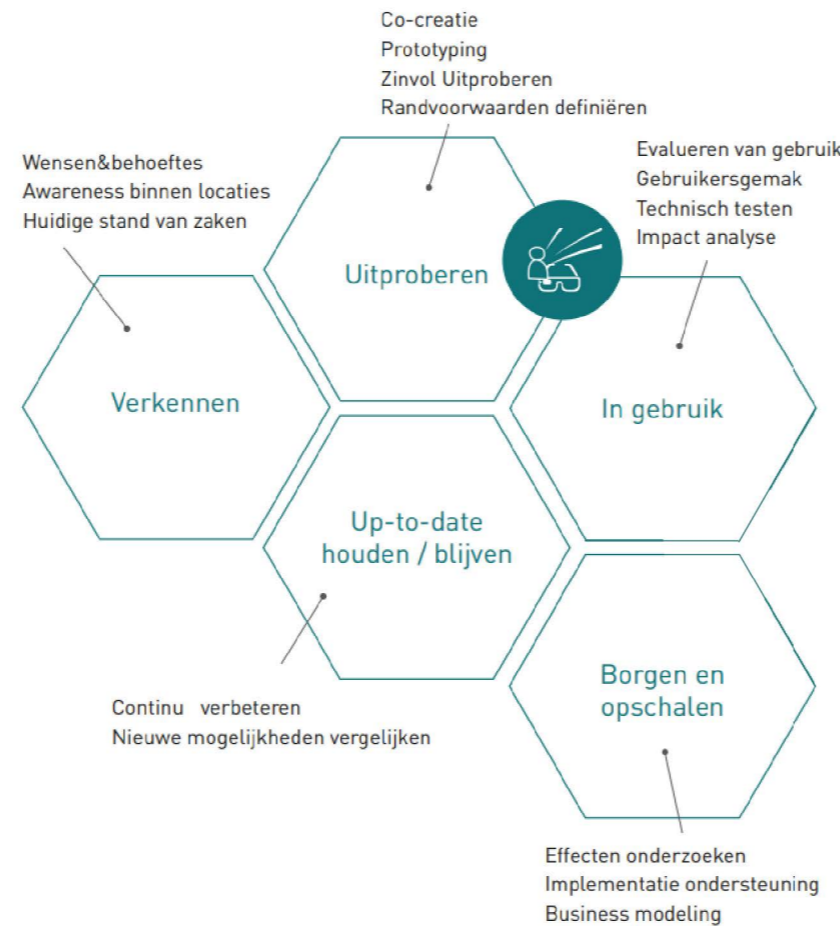 Co-creatie
Prototyping
Zinvol Uitproberen
Randvoorwaarden definiëren
Wensen&behoeftes
Awareness binnen locaties
Huidige stand van zaken
Evalueren van gebruik
Gebruikersgemak
Technisch testen
Impact analyse
Uitproberen
Verkennen
In gebruik
Up-to-date
houden / blijven
Borgen en
opschalen
Continu verbeteren
Nieuwe mogelijkheden vergelijken
Effecten onderzoeken
Implementatie ondersteuning
Business modeling